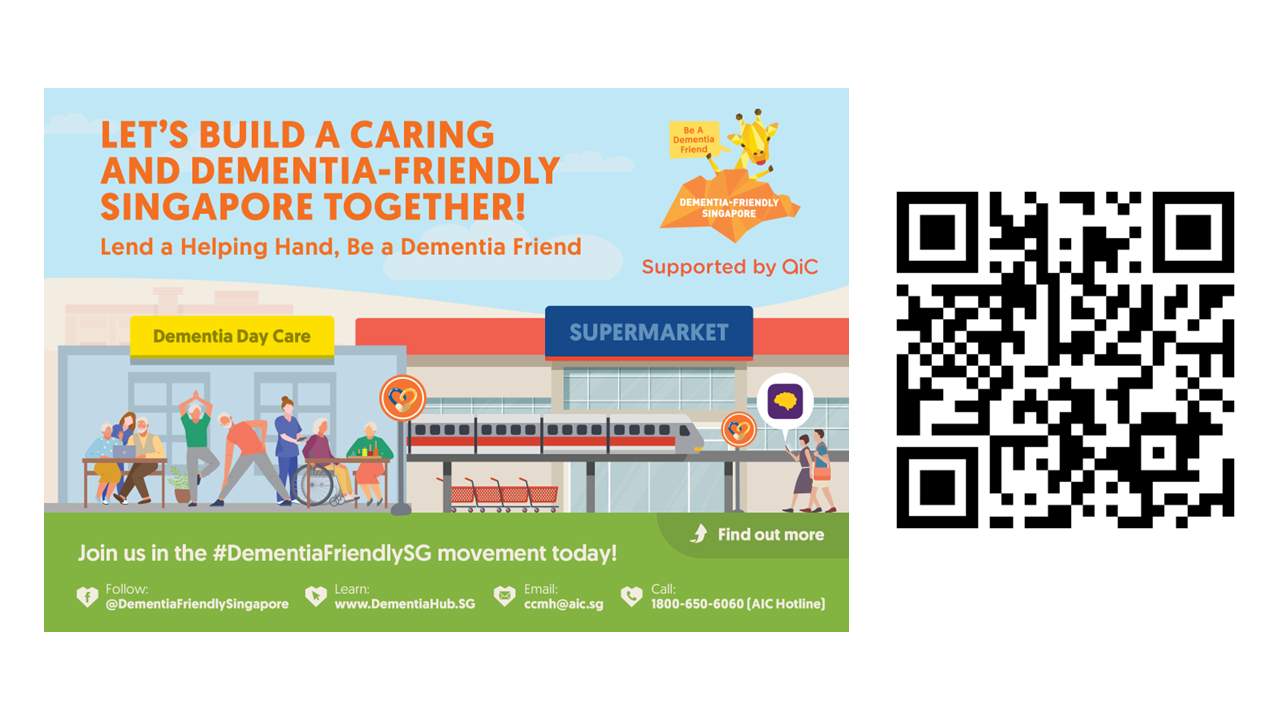 LET'S BUILD A CARING
AND DEMENTIA-FRIENDLY
SINGAPORE TOGETHER!
Lend a Helping Hand, Be a Dementia Friend
Be A
Dementia
Friend
DEMENTIA-FRIENDLY
SINGAPORE
Supported by aic
Dementia Day Care
SUPERMARKET
Find out more
Join us in the #DementiaFriendlySG movement today!
Follow:
@DementiaFriendlySingapore
Learn:
www.DementiaHub.SG
Email:
ccmh@aic.sg
Call:
1800-650-6060 (AIC Hotline)